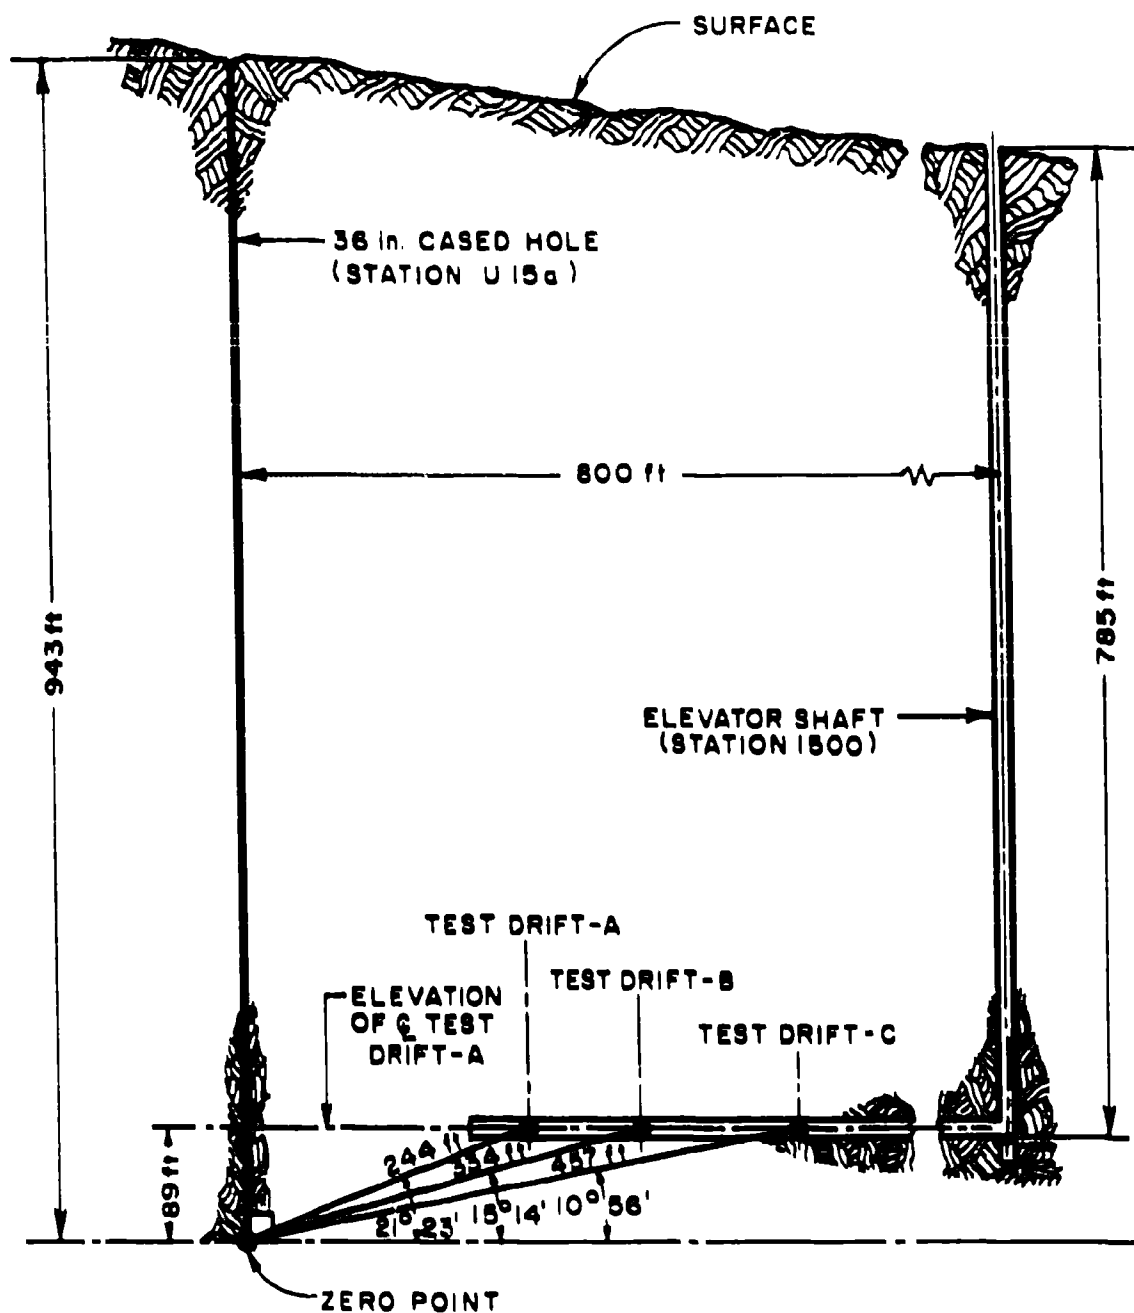 SURFACE
36 in. CASED HOLE
(STATION U 15a)
800 ft
943 ft
785 ft
ELEVATOR SHAFT
(STATION 1500)
TEST DRIFT-A
TEST DRIFT-B
TEST DRIFT-C
ELEVATION
OF ℄ TEST
DRIFT-A
244 ft
334 ft
457 ft
89 ft
21° 23'
15° 14'
10° 56'
ZERO POINT